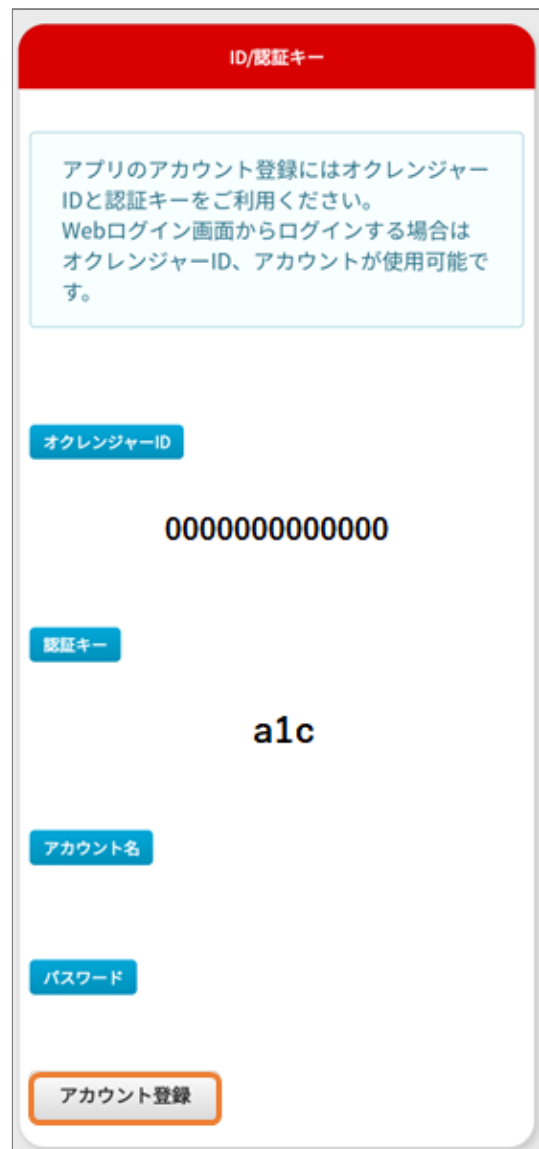 ID/認証キー
アプリのアカウント登録にはオクレンジャー
IDと認証キーをご利用ください。
Webログイン画面からログインする場合は
オクレンジャーID、アカウントが使用可能で
す。
オクレンジャーID
0000000000000
認証キー
a1c
アカウント名
パスワード
アカウント登録